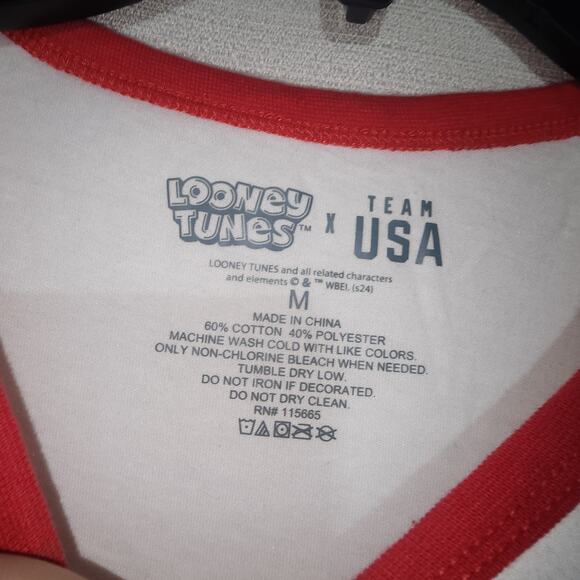 LOONEY TUNES™ x TEAM USA
LOONEY TUNES and all related characters
and elements © & ™ WBEI. (s24)
M
MADE IN CHINA
60% COTTON 40% POLYESTER
MACHINE WASH COLD WITH LIKE COLORS.
ONLY NON-CHLORINE BLEACH WHEN NEEDED.
TUMBLE DRY LOW.
DO NOT IRON IF DECORATED.
DO NOT DRY CLEAN.
RN# 115665